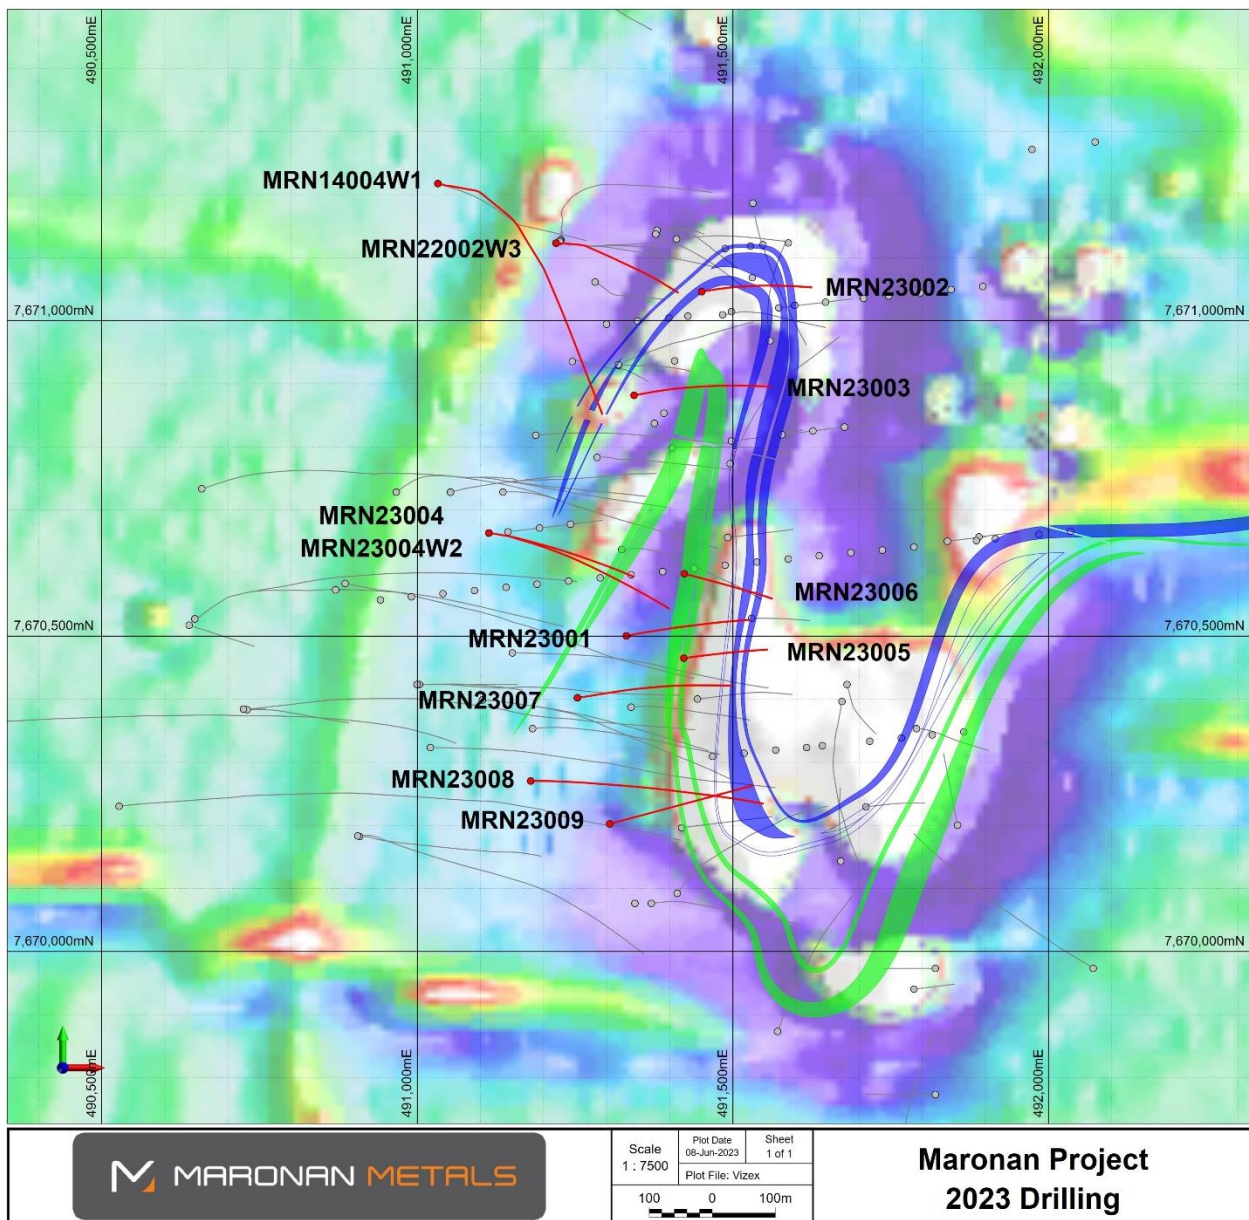 490,500mE
491,000mE
491,500mE
492,000mE
MRN14004W1
MRN22002W3
MRN23002
7,671,000mN
7,671,000mN
MRN23003
MRN23004
MRN23004W2
MRN23006
MRN23001
7,670,500mN
7,670,500mN
MRN23005
MRN23007
MRN23008
MRN23009
7,670,000mN
7,670,000mN
490,500mE
491,000mE
491,500mE
492,000mE
MARONAN METALS
Scale
1 : 7500
Plot Date
08-Jun-2023
Sheet
1 of 1
Plot File: Vizex
100 0 100m
Maronan Project
2023 Drilling